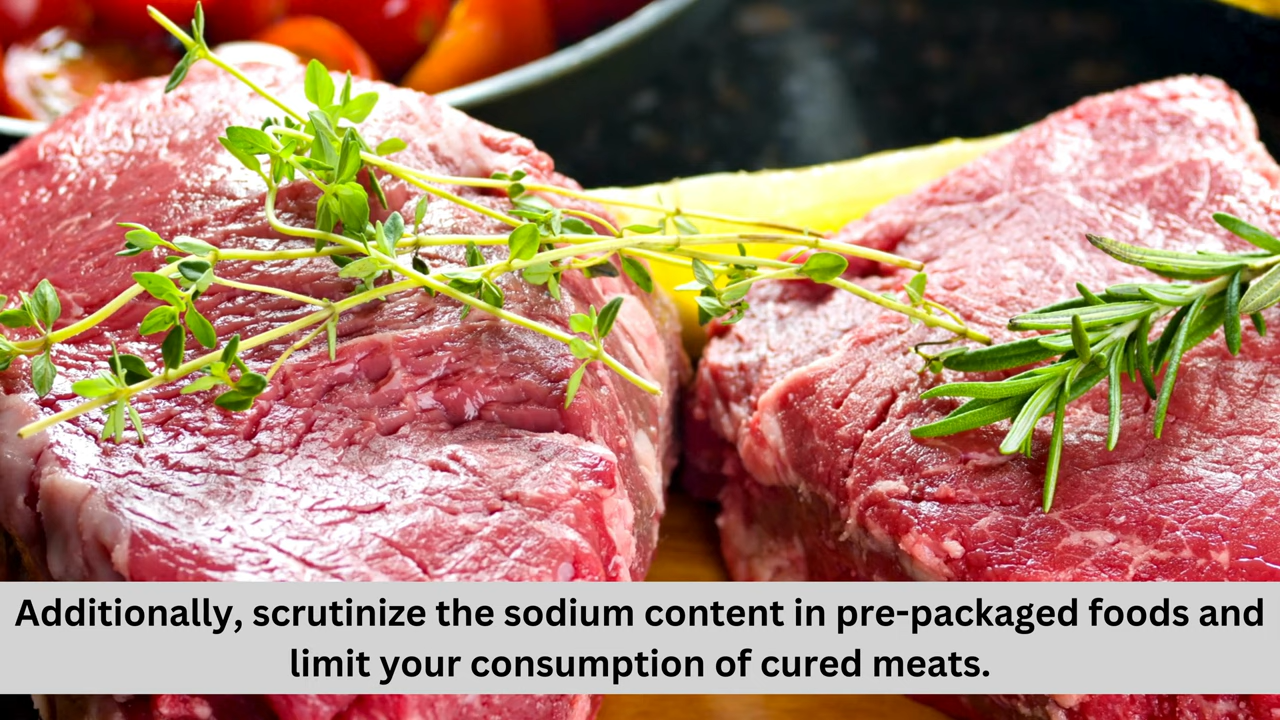 Additionally, scrutinize the sodium content in pre-packaged foods and
limit your consumption of cured meats.